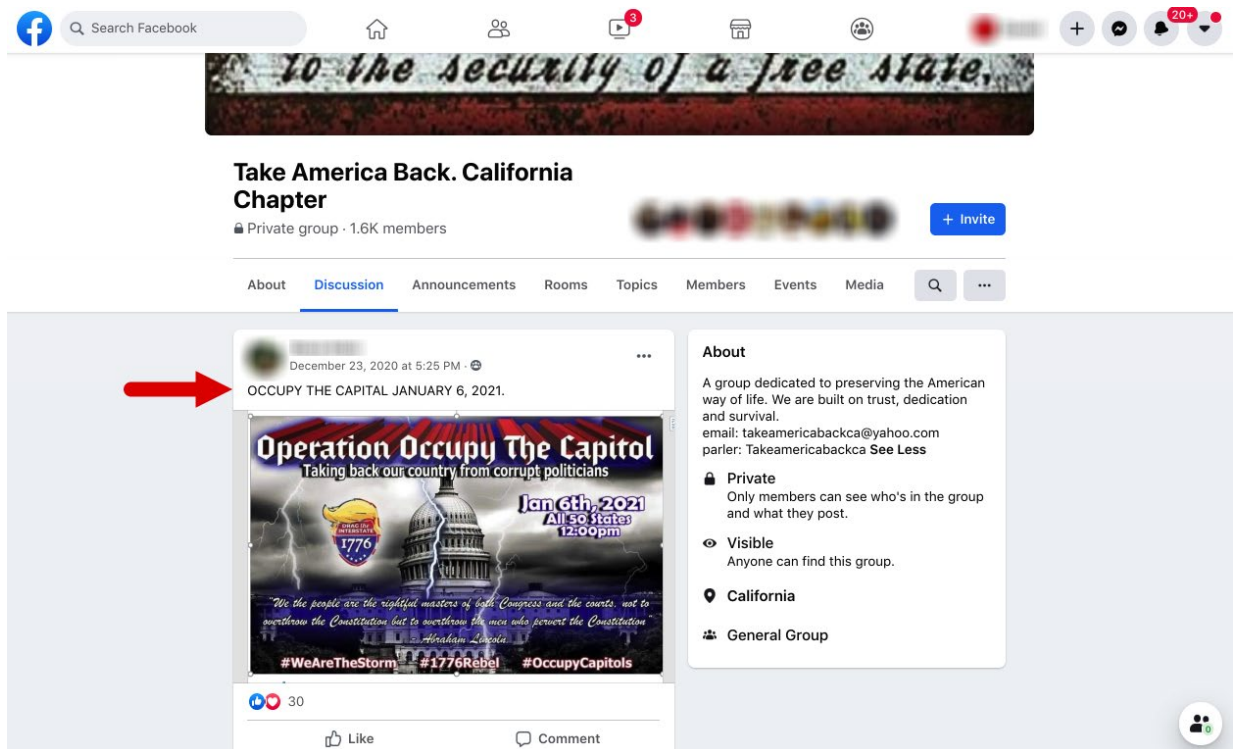 Search Facebook
3
20+
to the security of a free state,
Take America Back. California
Chapter
Private group · 1.6K members
+ Invite
About Discussion Announcements Rooms Topics Members Events Media
December 23, 2020 at 5:25 PM ·
OCCUPY THE CAPITAL JANUARY 6, 2021.
Operation Occupy The Capitol
Taking back our country from corrupt politicians
Jan 6th, 2021
All 50 States
12:00pm
DRAG the
INTERSTATE
1776
"We the people are the rightful masters of both Congress and the courts, not to
overthrow the Constitution but to overthrow the men who pervert the Constitution"
- Abraham Lincoln
#WeAreTheStorm #1776Rebel #OccupyCapitols
30
Like Comment
About
A group dedicated to preserving the American
way of life. We are built on trust, dedication
and survival.
email: takeamericabackca@yahoo.com
parler: Takeamericabackca See Less
Private
Only members can see who's in the group
and what they post.
Visible
Anyone can find this group.
California
General Group
0